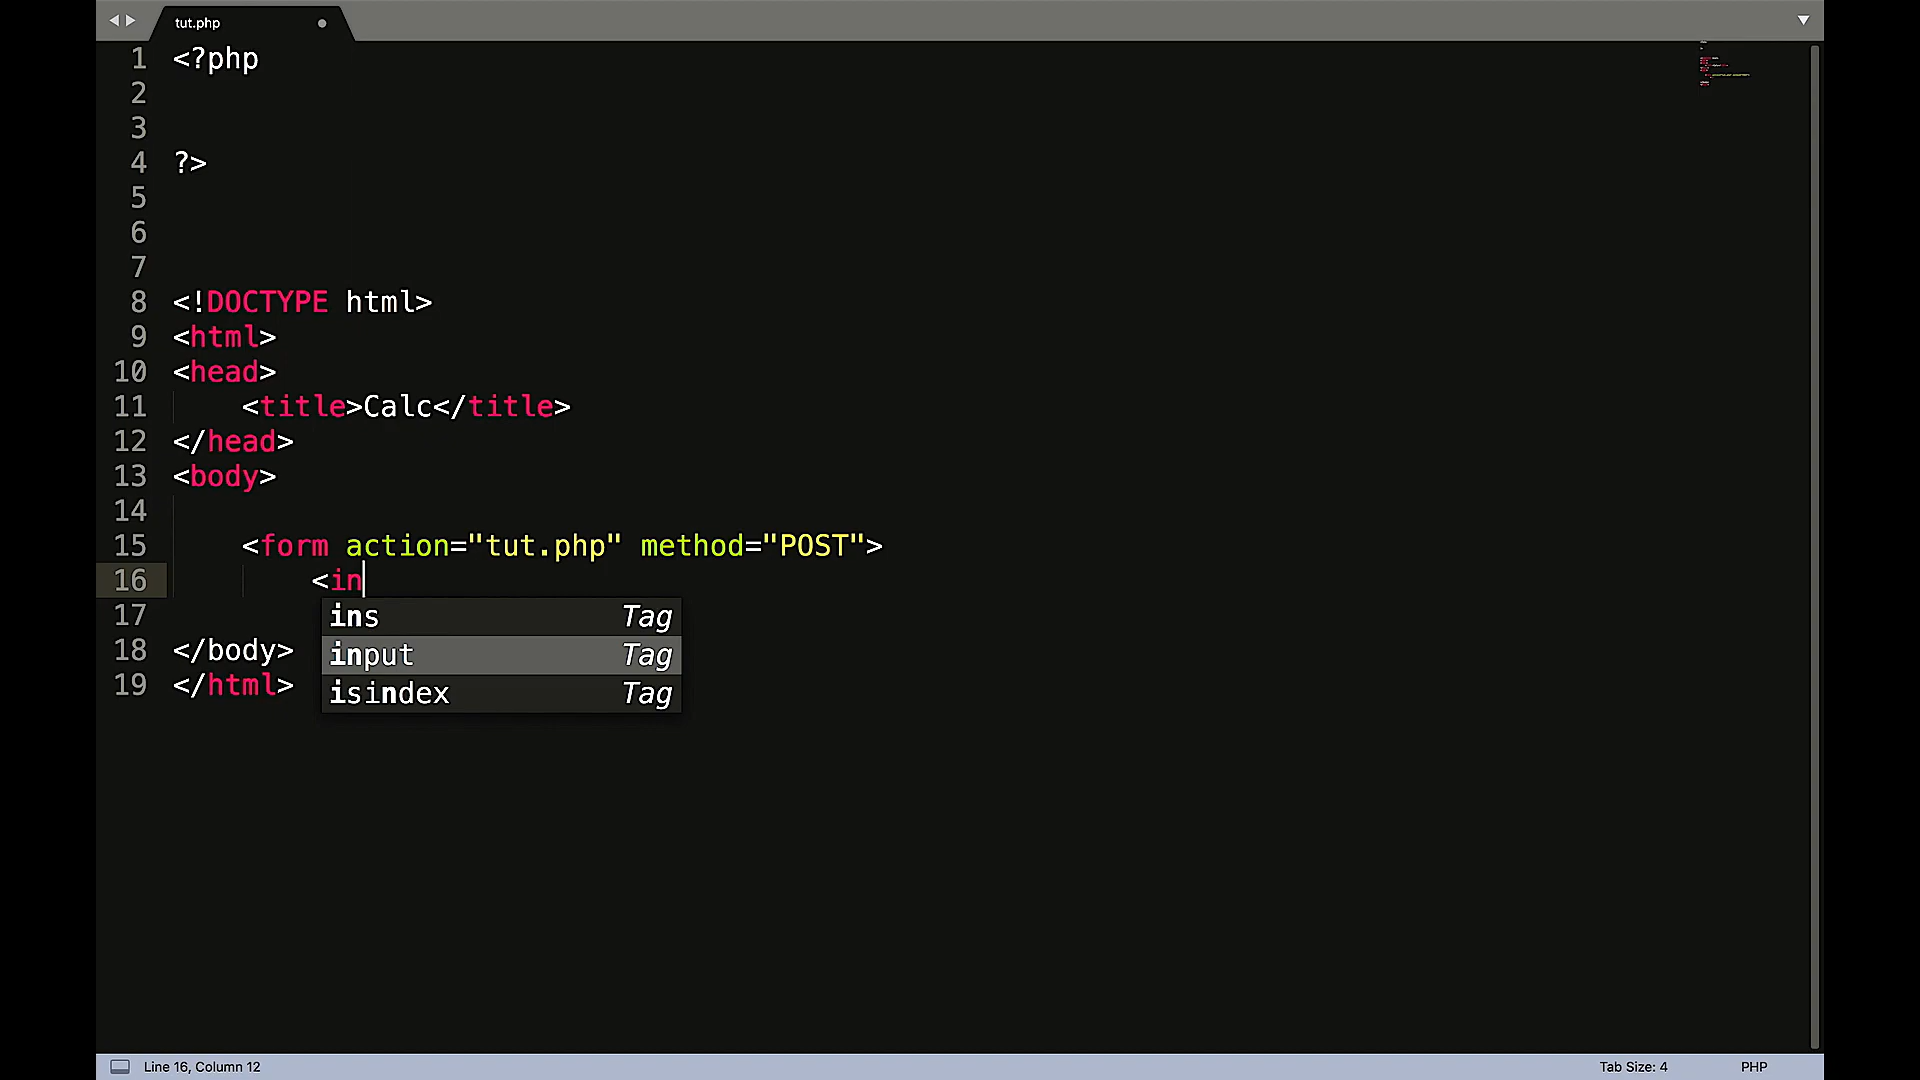 tut.php
1 <?php
2
3
4 ?>
5
6
7
8 <!DOCTYPE html>
9 <html>
10 <head>
11 <title>Calc</title>
12 </head>
13 <body>
14
15 <form action="tut.php" method="POST">
16 <in
17 ins Tag
18 </body> input Tag
19 </html> isindex Tag
Line 16, Column 12 Tab Size: 4 PHP